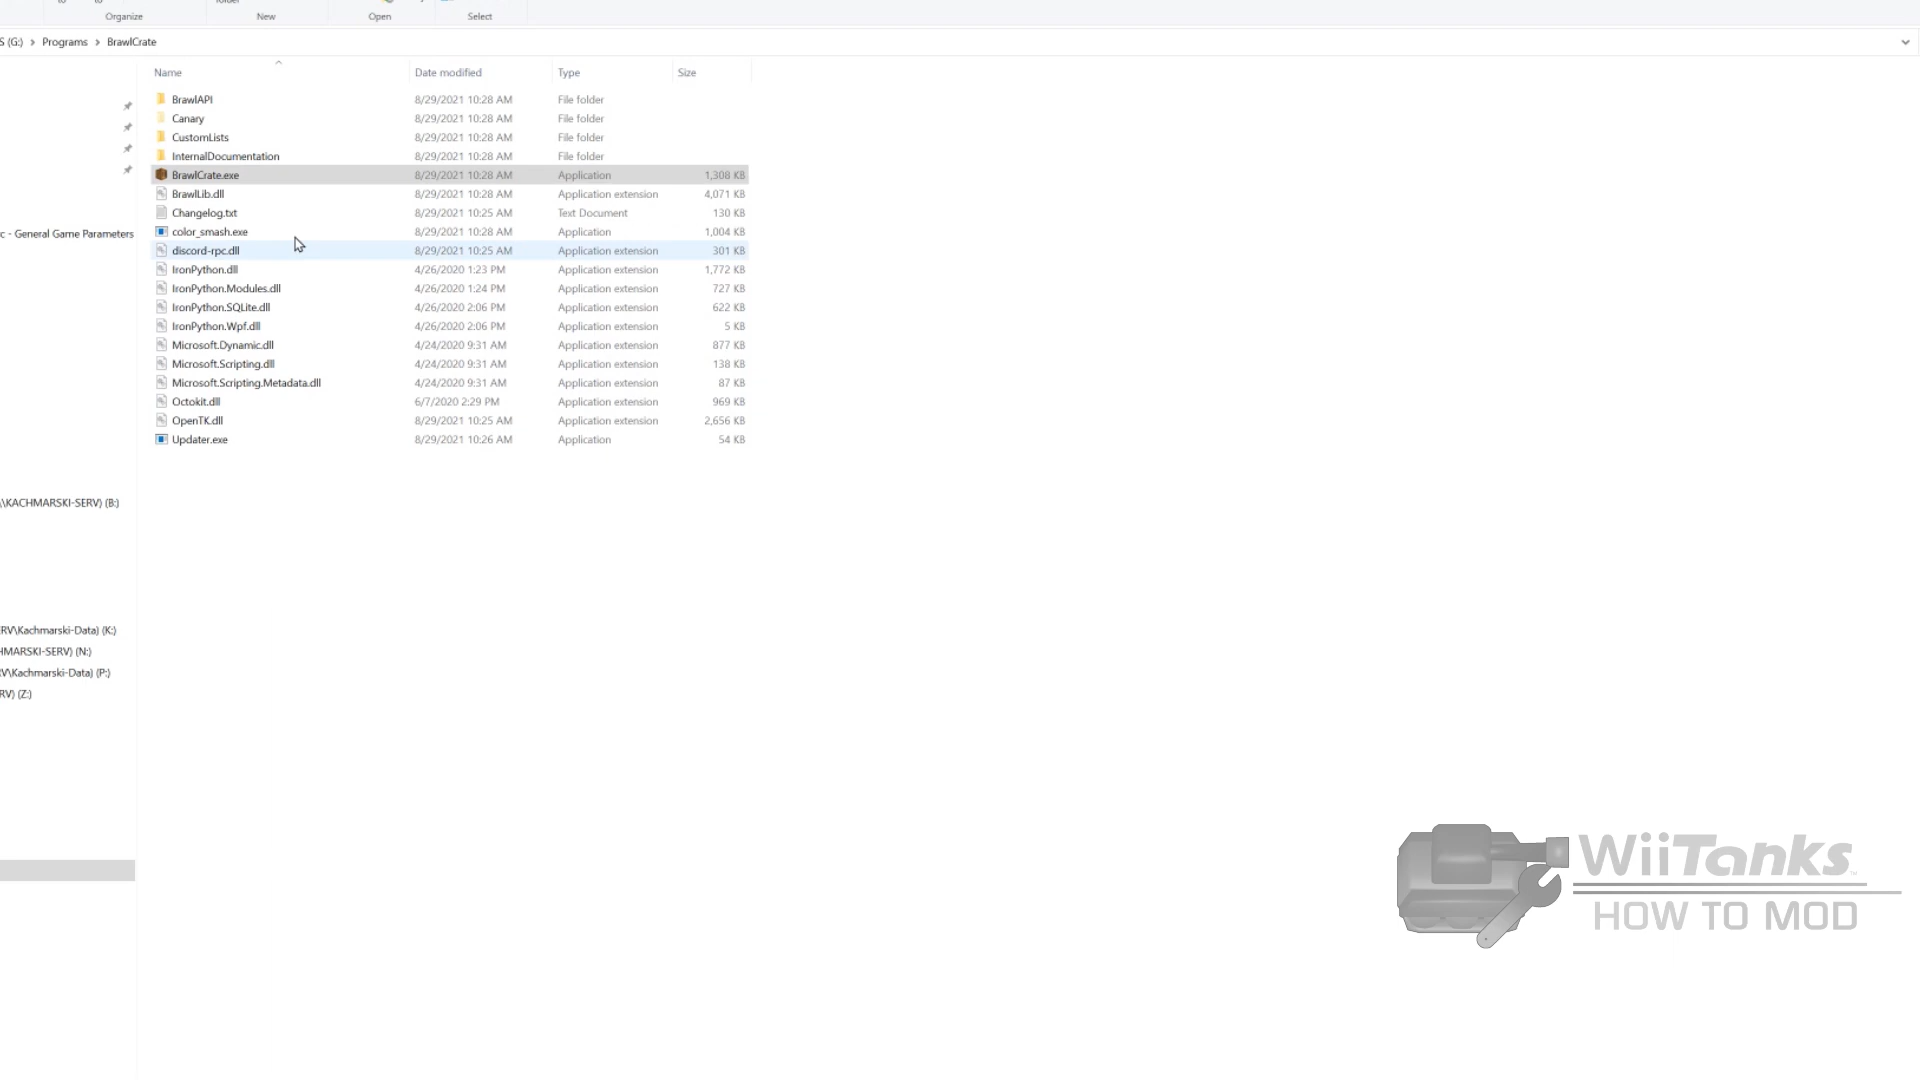 Organize New Open Select
S (G:) > Programs > BrawlCrate
Name Date modified Type Size
BrawlAPI 8/29/2021 10:28 AM File folder
Canary 8/29/2021 10:28 AM File folder
CustomLists 8/29/2021 10:28 AM File folder
InternalDocumentation 8/29/2021 10:28 AM File folder
BrawlCrate.exe 8/29/2021 10:28 AM Application 1,308 KB
BrawlLib.dll 8/29/2021 10:28 AM Application extension 4,071 KB
Changelog.txt 8/29/2021 10:25 AM Text Document 130 KB
color_smash.exe 8/29/2021 10:28 AM Application 1,004 KB
c - General Game Parameters
discord-rpc.dll 8/29/2021 10:25 AM Application extension 301 KB
IronPython.dll 4/26/2020 1:23 PM Application extension 1,772 KB
IronPython.Modules.dll 4/26/2020 1:24 PM Application extension 727 KB
IronPython.SQLite.dll 4/26/2020 2:06 PM Application extension 622 KB
IronPython.Wpf.dll 4/26/2020 2:06 PM Application extension 5 KB
Microsoft.Dynamic.dll 4/24/2020 9:31 AM Application extension 877 KB
Microsoft.Scripting.dll 4/24/2020 9:31 AM Application extension 138 KB
Microsoft.Scripting.Metadata.dll 4/24/2020 9:31 AM Application extension 87 KB
Octokit.dll 6/7/2020 2:29 PM Application extension 969 KB
OpenTK.dll 8/29/2021 10:25 AM Application extension 2,656 KB
Updater.exe 8/29/2021 10:26 AM Application 54 KB
\\KACHMARSKI-SERV) (B:)
RV\Kachmarski-Data) (K:)
HMARSKI-SERV) (N:)
V\Kachmarski-Data) (P:)
RV) (Z:)
WiiTanks
HOW TO MOD